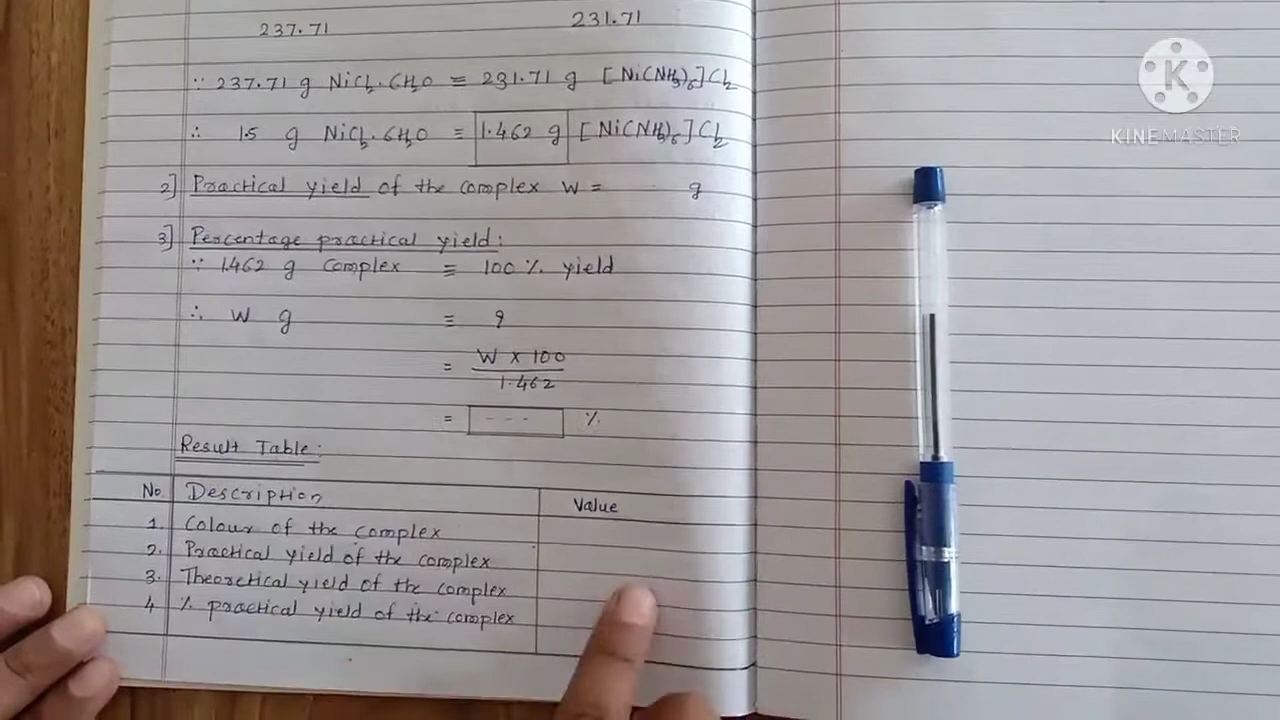 237.71 231.71
∵ 237.71 g NiCl₂·6H₂O ≡ 231.71 g [Ni(NH₃)₆]Cl₂
∴ 1.5 g NiCl₂·6H₂O ≡ 1.462 g [Ni(NH₃)₆]Cl₂
2] Practical yield of the complex W = g
3] Percentage practical yield:
∵ 1.462 g Complex ≡ 100 % yield
∴ W g ≡ ?
= W x 100
1.462
= --- %
Result Table:
No. Description Value
1. Colour of the complex
2. Practical yield of the complex
3. Theoretical yield of the complex
4 % practical yield of the complex
K
KINEMASTER